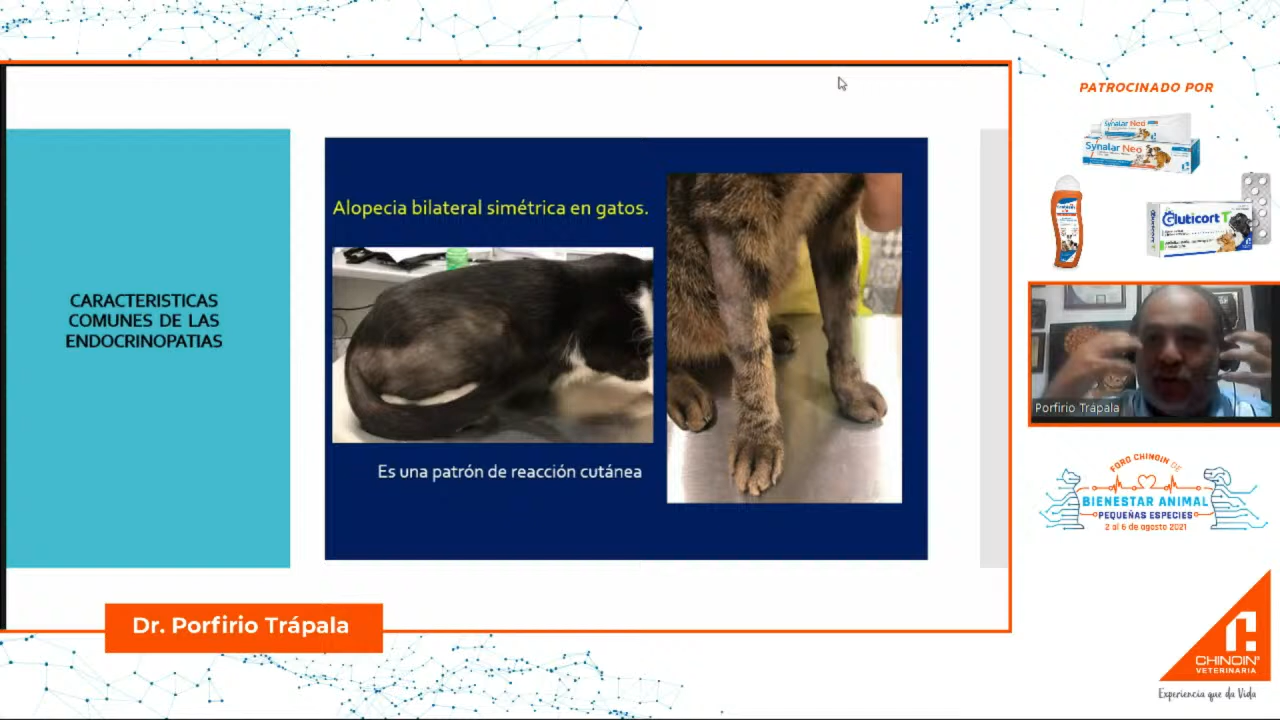 CARACTERISTICAS
COMUNES DE LAS
ENDOCRINOPATIAS
Alopecia bilateral simétrica en gatos.
Es una patrón de reacción cutánea
Dr. Porfirio Trápala
PATROCINADO POR
Synalar Neo
Synalar Neo
Gluticort T
Porfirio Trápala
FORO CHINOIN DE
BIENESTAR ANIMAL
PEQUEÑAS ESPECIES
2 al 6 de agosto 2021
CHINOIN®
VETERINARIA
Experiencia que da Vida